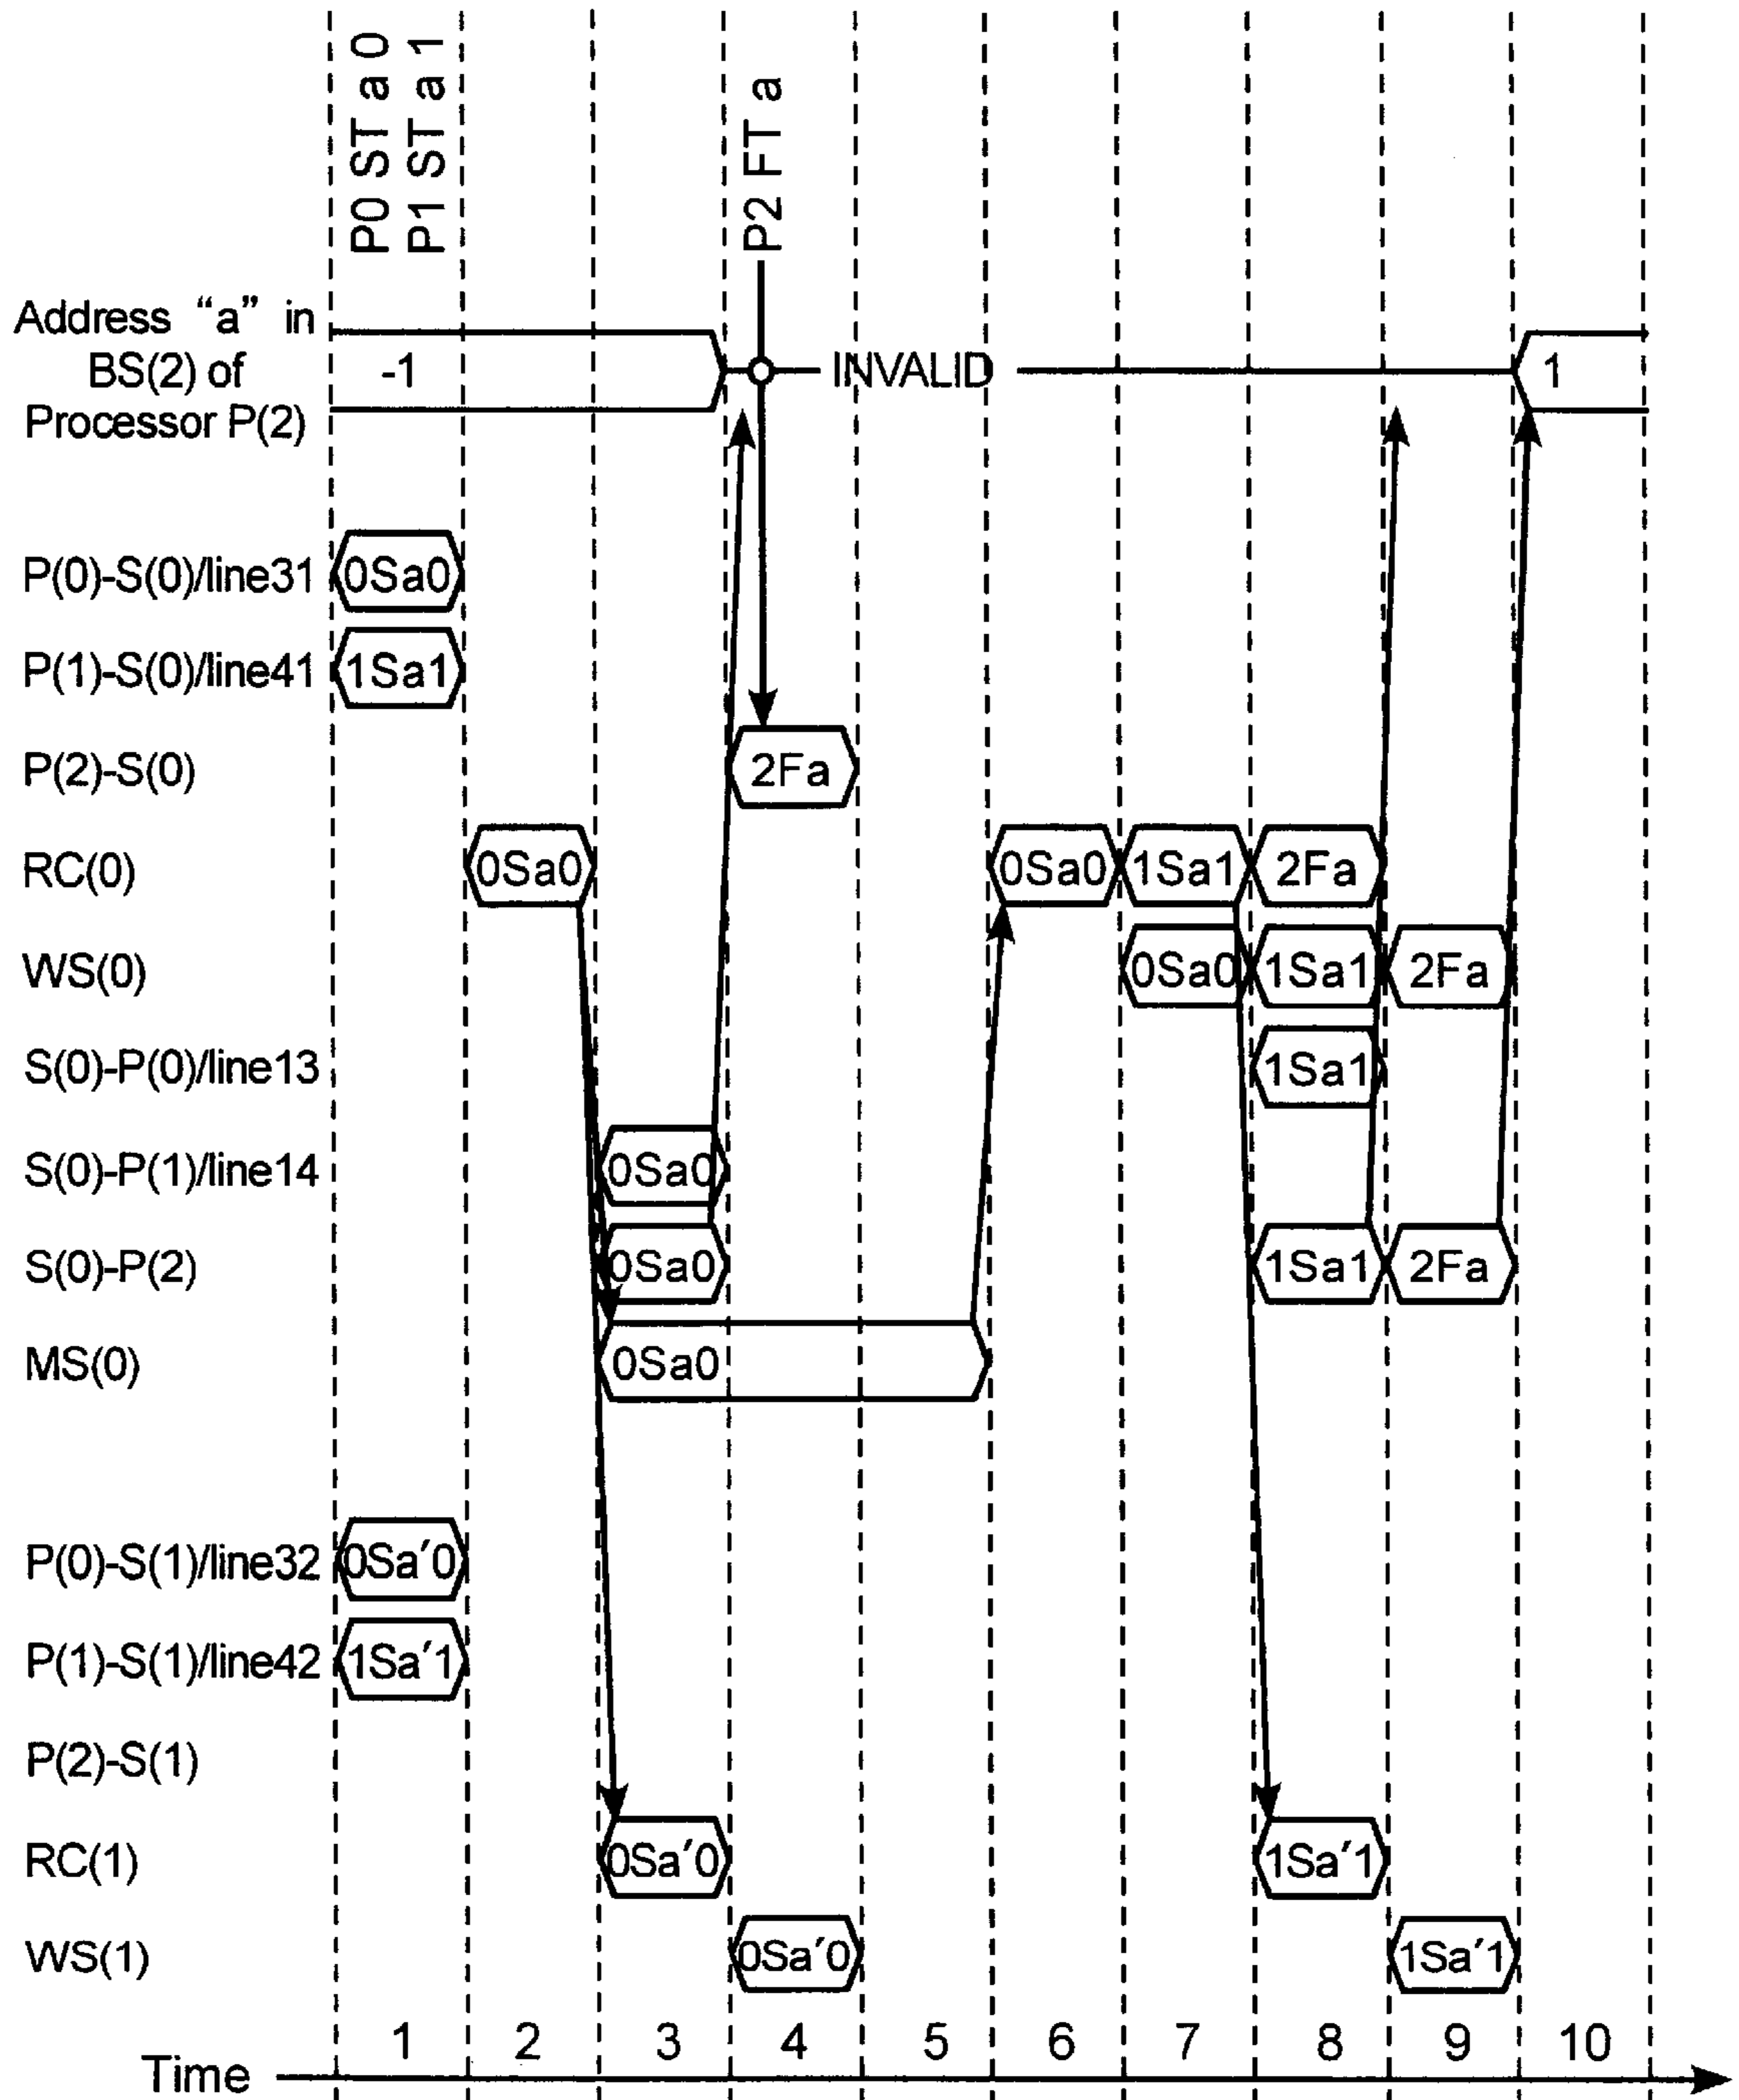 P0 ST a 0
P1 ST a 1
P2 FT a
Address “a” in
BS(2) of
Processor P(2)
-1
INVALID
1
P(0)-S(0)/line31 0Sa0
P(1)-S(0)/line41 1Sa1
P(2)-S(0) 2Fa
RC(0) 0Sa0 0Sa0 1Sa1 2Fa
WS(0) 0Sa0 1Sa1 2Fa
S(0)-P(0)/line13 1Sa1
S(0)-P(1)/line14 0Sa0
S(0)-P(2) 0Sa0 1Sa1 2Fa
MS(0) 0Sa0
P(0)-S(1)/line32 0Sa′0
P(1)-S(1)/line42 1Sa′1
P(2)-S(1)
RC(1) 0Sa′0 1Sa′1
WS(1) 0Sa′0 1Sa′1
Time 1 2 3 4 5 6 7 8 9 10